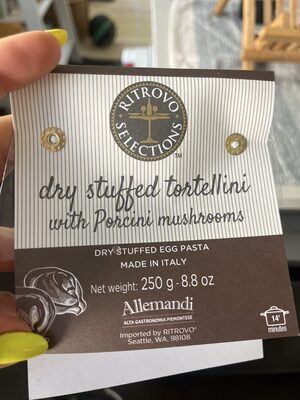 RITROVO
SELECTIONS
TM
dry stuffed tortellini
with Porcini mushrooms
DRY STUFFED EGG PASTA
MADE IN ITALY
Net weight: 250 g - 8.8 oz
Allemandi
ALTA GASTRONOMIA PIEMONTESE
Imported by RITROVO®
Seattle, WA. 98108
14'
minutes